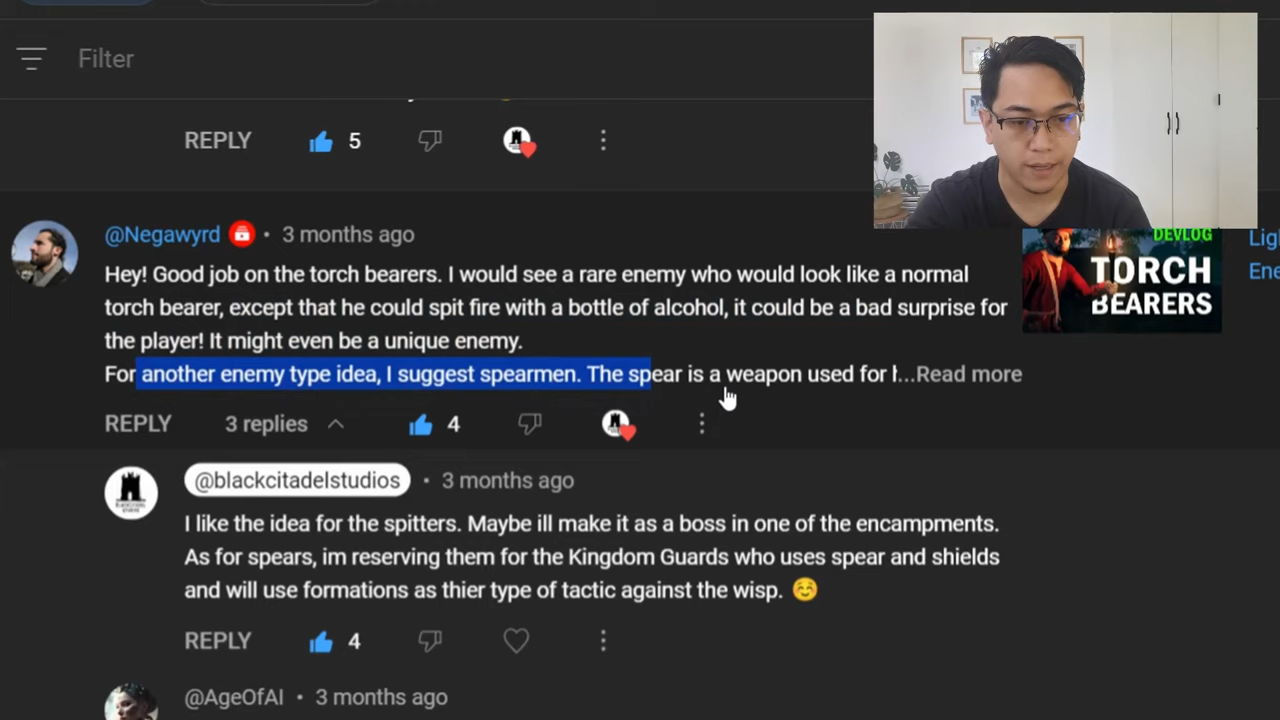 Filter
REPLY 5
@Negawyrd • 3 months ago
Hey! Good job on the torch bearers. I would see a rare enemy who would look like a normal
torch bearer, except that he could spit fire with a bottle of alcohol, it could be a bad surprise for
the player! It might even be a unique enemy.
For another enemy type idea, I suggest spearmen. The spear is a weapon used for l...Read more
REPLY 3 replies 4
DEVLOG
TORCH
BEARERS
Ligh
Ene
@blackcitadelstudios • 3 months ago
I like the idea for the spitters. Maybe ill make it as a boss in one of the encampments.
As for spears, im reserving them for the Kingdom Guards who uses spear and shields
and will use formations as thier type of tactic against the wisp. ☺️
REPLY 4
@AgeOfAI • 3 months ago